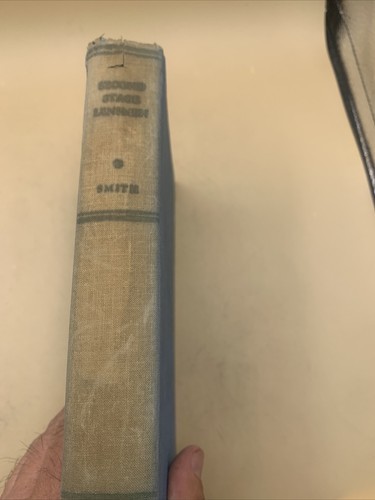 SECOND
STAGE
LENSMEN
SMITH